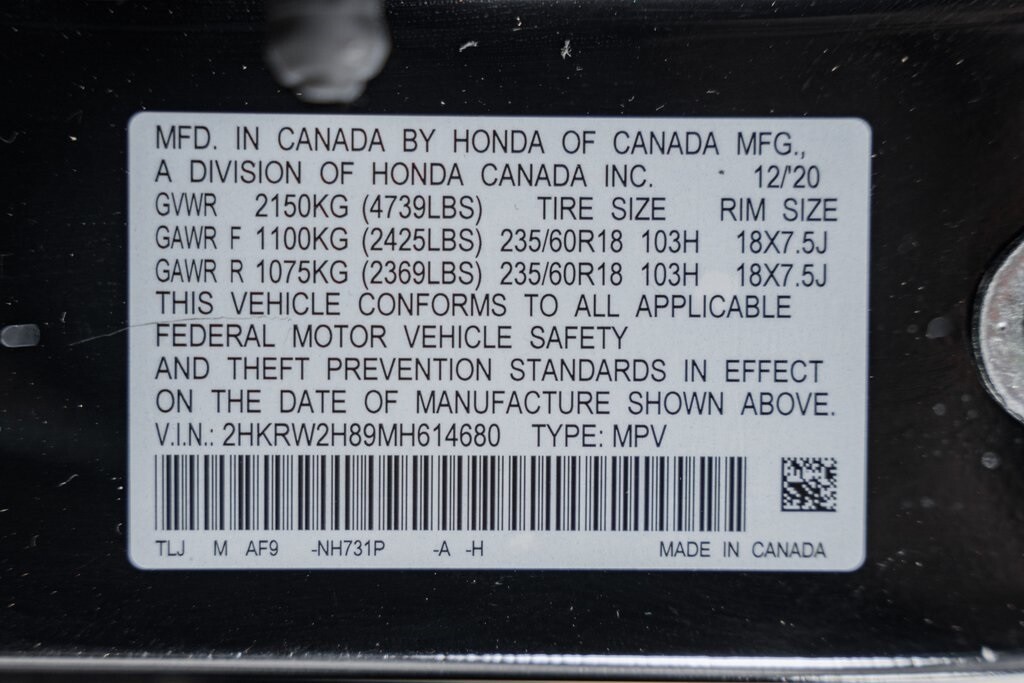 MFD. IN CANADA BY HONDA OF CANADA MFG.,
A DIVISION OF HONDA CANADA INC. 12/'20
GVWR 2150KG (4739LBS) TIRE SIZE RIM SIZE
GAWR F 1100KG (2425LBS) 235/60R18 103H 18X7.5J
GAWR R 1075KG (2369LBS) 235/60R18 103H 18X7.5J
THIS VEHICLE CONFORMS TO ALL APPLICABLE
FEDERAL MOTOR VEHICLE SAFETY
AND THEFT PREVENTION STANDARDS IN EFFECT
ON THE DATE OF MANUFACTURE SHOWN ABOVE.
V.I.N.: 2HKRW2H89MH614680 TYPE: MPV
TLJ M AF9 -NH731P -A -H MADE IN CANADA